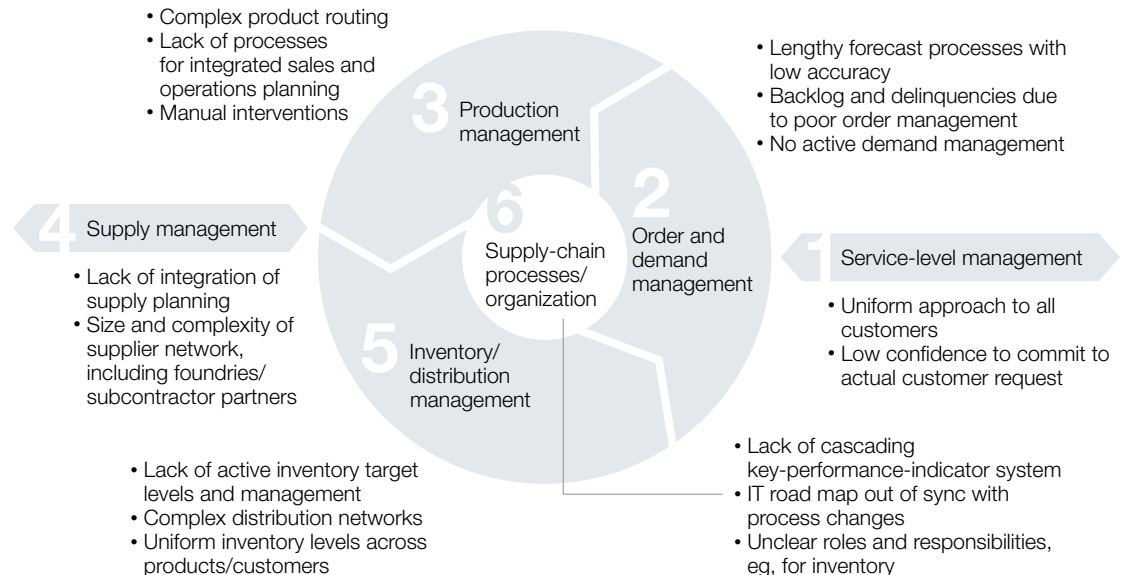 • Complex product routing
• Lack of processes
for integrated sales and
operations planning
• Manual interventions
• Lengthy forecast processes with
low accuracy
• Backlog and delinquencies due
to poor order management
• No active demand management
3
Production
management
2
Order and
demand
management
6
Supply-chain
processes/
organization
4
Supply management
• Lack of integration of
supply planning
• Size and complexity of
supplier network,
including foundries/
subcontractor partners
1
Service-level management
• Uniform approach to all
customers
• Low confidence to commit to
actual customer request
5
Inventory/
distribution
management
• Lack of active inventory target
levels and management
• Complex distribution networks
• Uniform inventory levels across
products/customers
• Lack of cascading
key-performance-indicator system
• IT road map out of sync with
process changes
• Unclear roles and responsibilities,
eg, for inventory